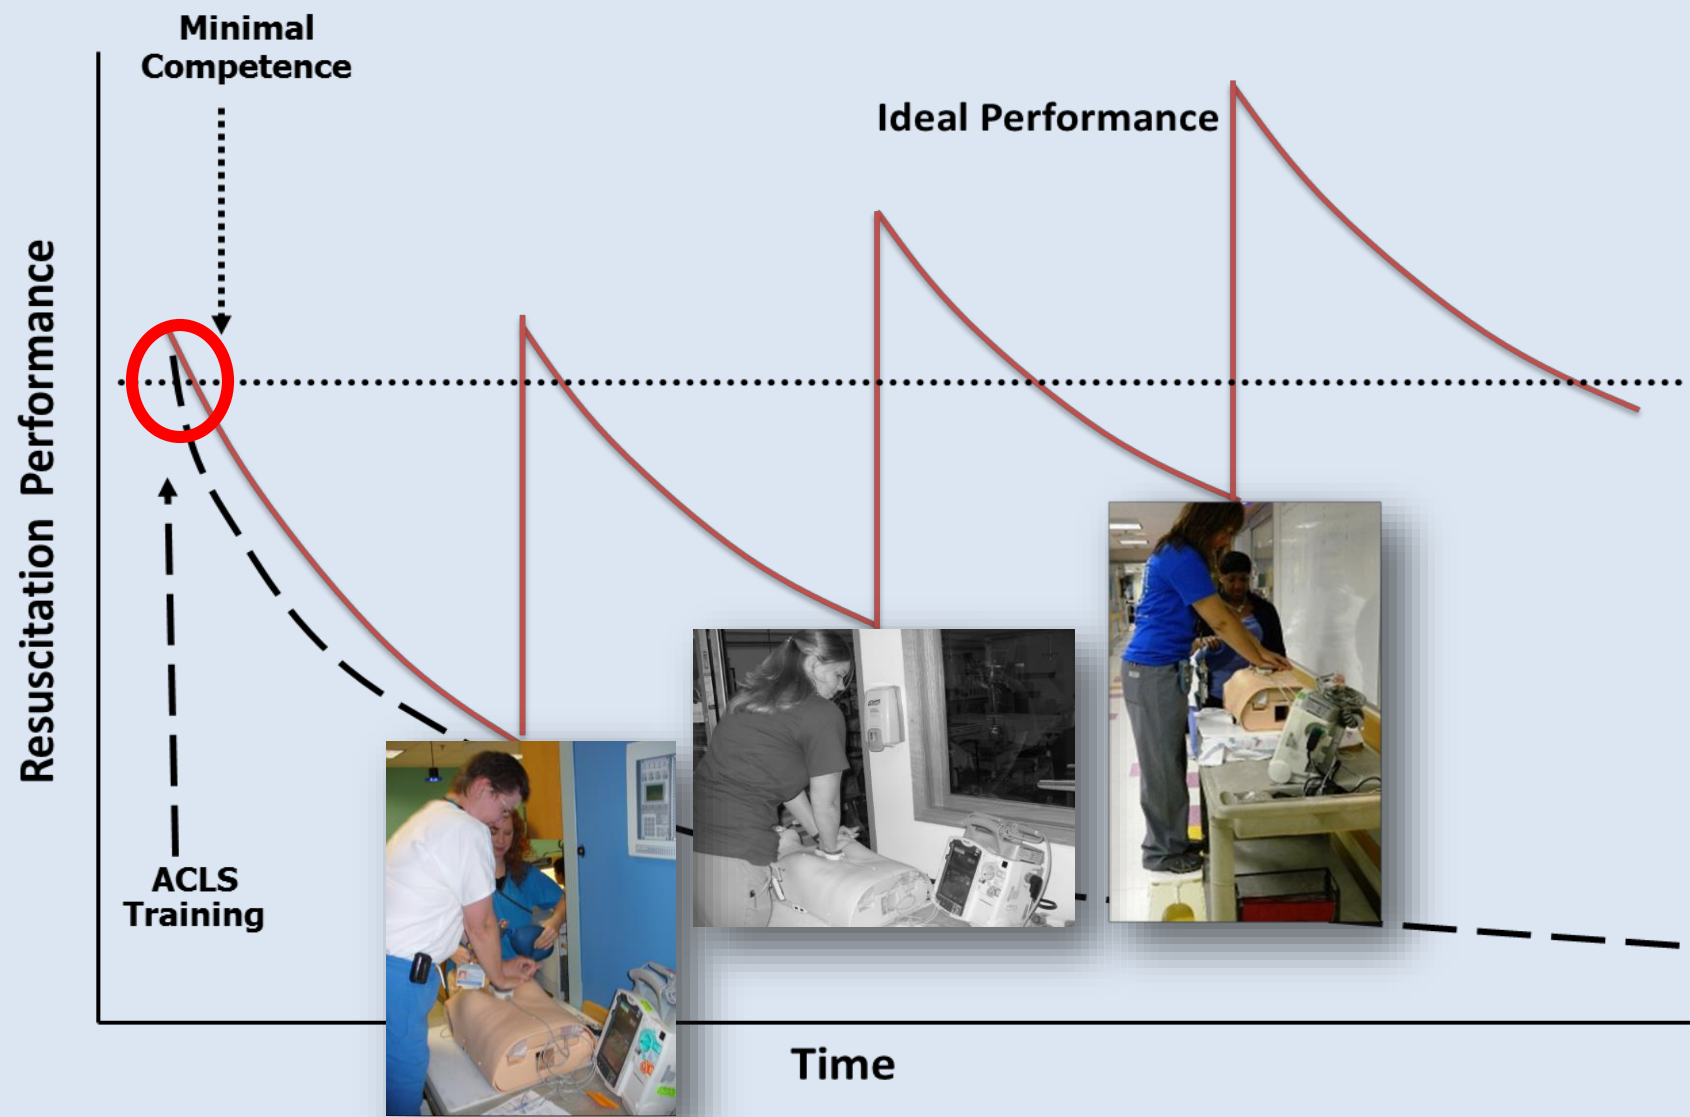 Minimal
Competence
Ideal Performance
Resuscitation Performance
ACLS
Training
Time